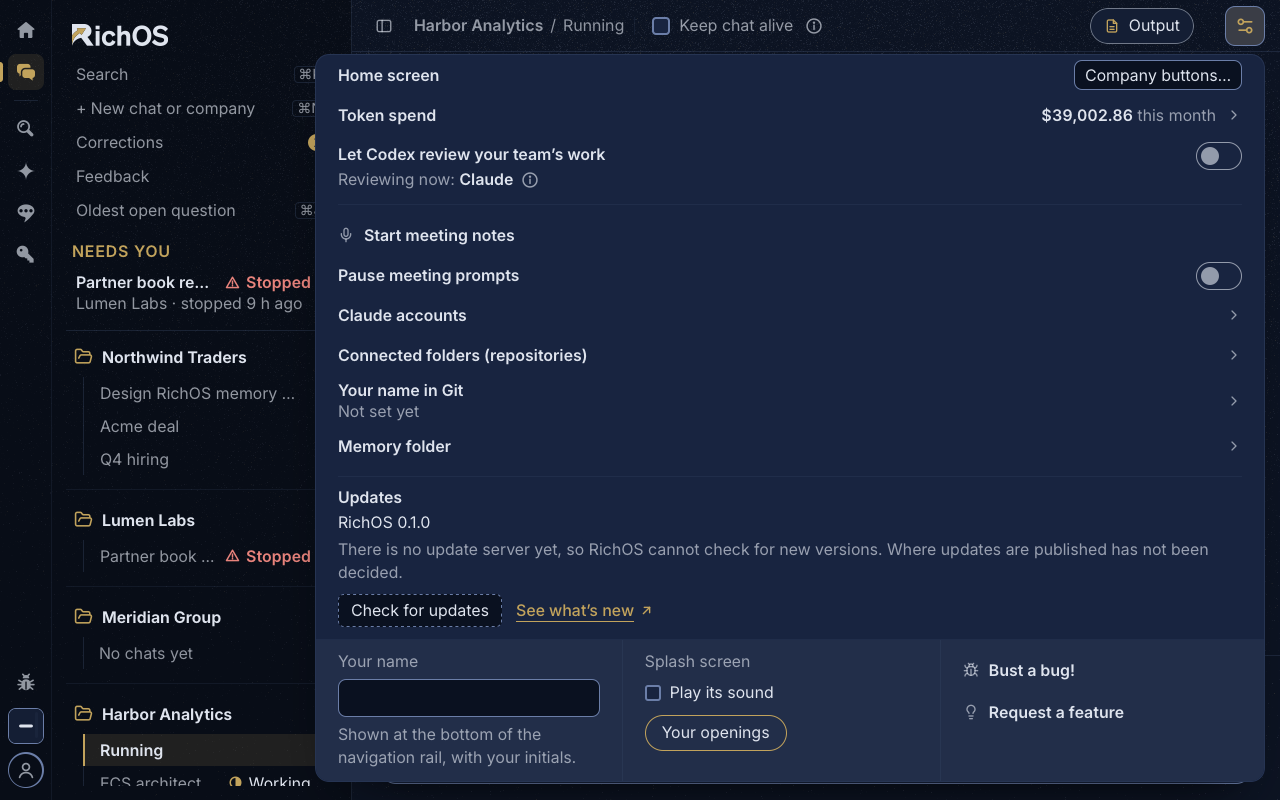 RichOS
Harbor Analytics / Running
Keep chat alive
Output
Search
+ New chat or company
Corrections
Feedback
Oldest open question
NEEDS YOU
Partner book re... Stopped
Lumen Labs · stopped 9 h ago
Northwind Traders
Design RichOS memory ...
Acme deal
Q4 hiring
Lumen Labs
Partner book ... Stopped
Meridian Group
No chats yet
Harbor Analytics
Running
ECS architect Working
Home screen
Company buttons...
Token spend
$39,002.86 this month
Let Codex review your team’s work
Reviewing now: Claude
Start meeting notes
Pause meeting prompts
Claude accounts
Connected folders (repositories)
Your name in Git
Not set yet
Memory folder
Updates
RichOS 0.1.0
There is no update server yet, so RichOS cannot check for new versions. Where updates are published has not been
decided.
Check for updates
See what’s new ↗
Your name
Shown at the bottom of the
navigation rail, with your initials.
Splash screen
Play its sound
Your openings
Bust a bug!
Request a feature